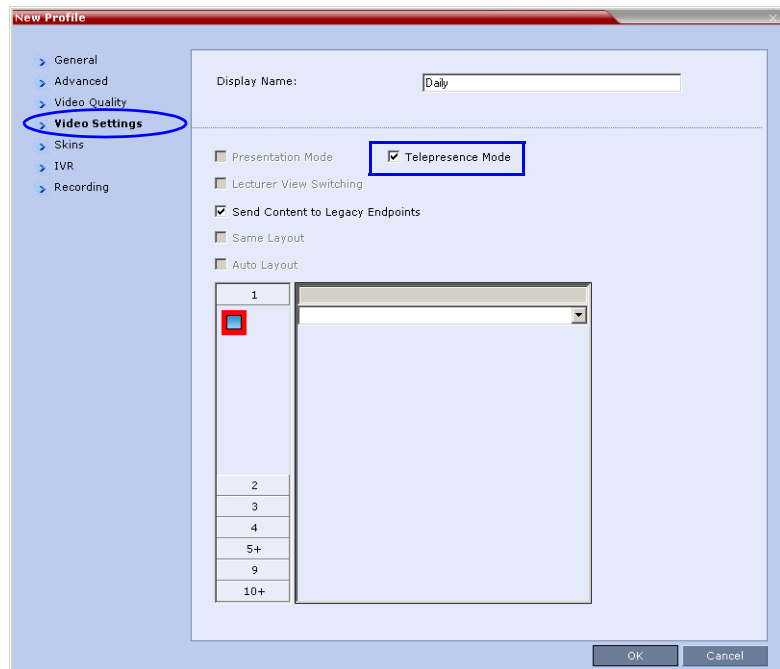 New Profile
General
Advanced
Video Quality
Video Settings
Skins
IVR
Recording
Display Name:
Daily
Presentation Mode
Telepresence Mode
Lecturer View Switching
Send Content to Legacy Endpoints
Same Layout
Auto Layout
1
2
3
4
5+
9
10+
OK
Cancel